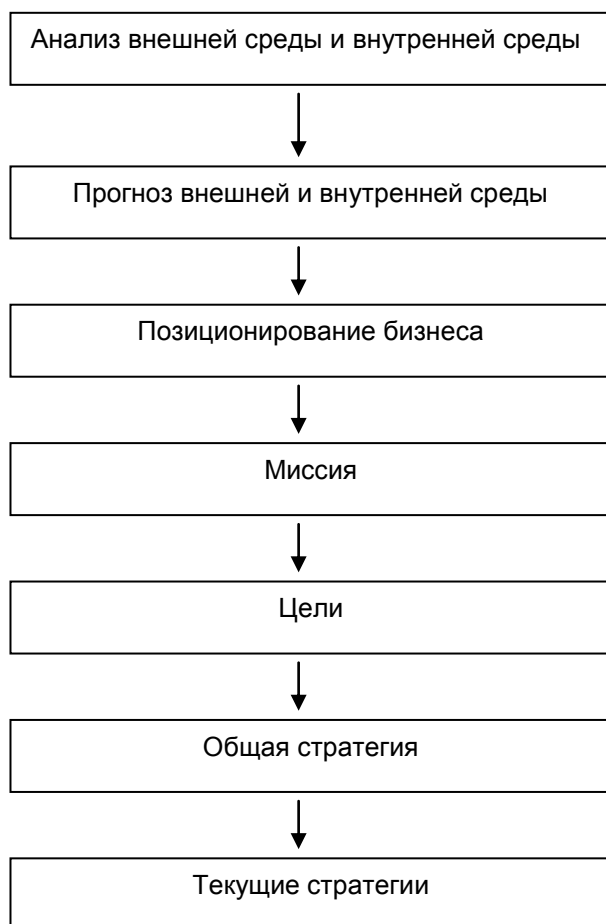 Анализ внешней среды и внутренней среды
Прогноз внешней и внутренней среды
Позиционирование бизнеса
Миссия
Цели
Общая стратегия
Текущие стратегии